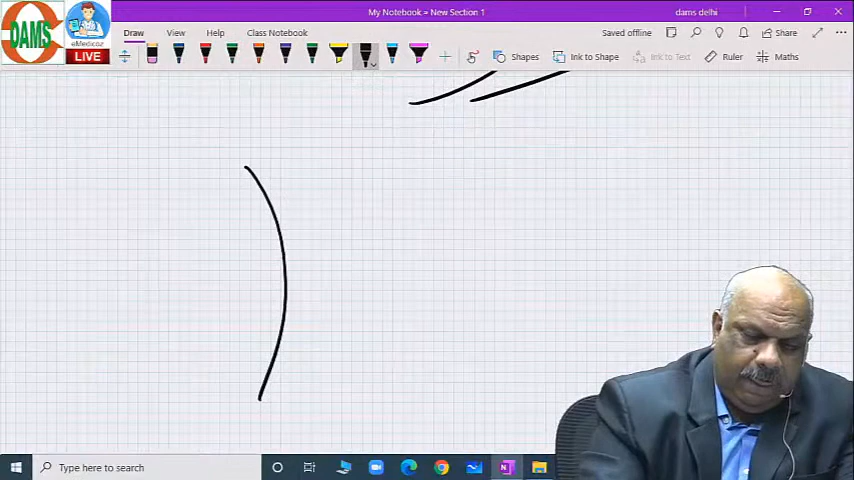 My Notebook – New Section 1
dams delhi
DAMS
eMedicoz
LIVE
Draw
View
Help
Class Notebook
Saved offline
Share
Shapes
Ink to Shape
Ink to Text
Ruler
Maths
Type here to search